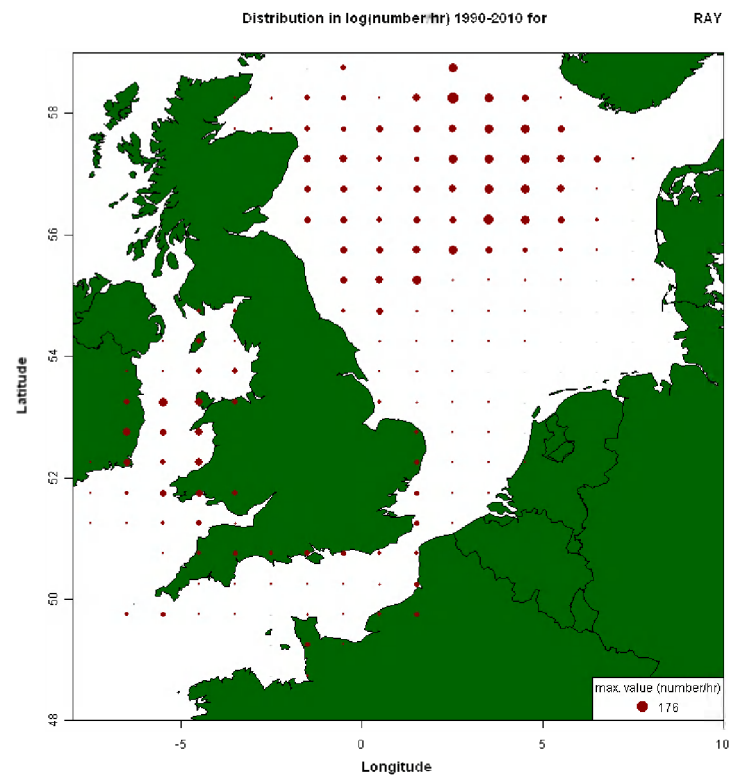 Distribution in log(number/hr) 1990-2010 for RAY
Latitude
58
56
54
52
50
48
-5 0 5 10
Longitude
max. value (number/hr)
176